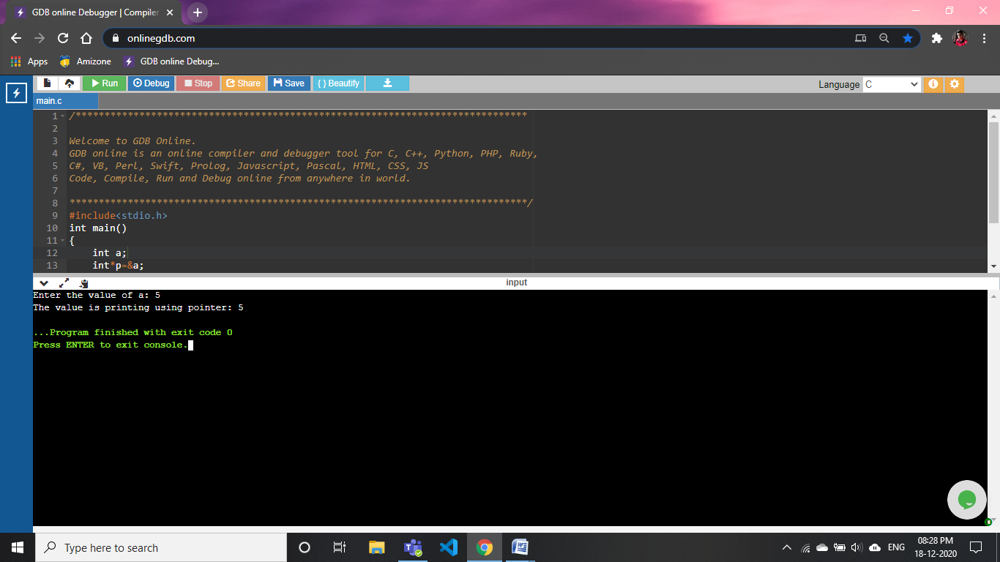 GDB online Debugger | Compiler
onlinegdb.com
Apps Amizone GDB online Debug...
Run Debug Stop Share Save { } Beautify Language C
main.c
1 /******************************************************************************
2
3 Welcome to GDB Online.
4 GDB online is an online compiler and debugger tool for C, C++, Python, PHP, Ruby,
5 C#, VB, Perl, Swift, Prolog, Javascript, Pascal, HTML, CSS, JS
6 Code, Compile, Run and Debug online from anywhere in world.
7
8 *******************************************************************************/
9 #include<stdio.h>
10 int main()
11 {
12 int a;
13 int*p=&a;
input
Enter the value of a: 5
The value is printing using pointer: 5
...Program finished with exit code 0
Press ENTER to exit console.
Type here to search
ENG
08:28 PM
18-12-2020